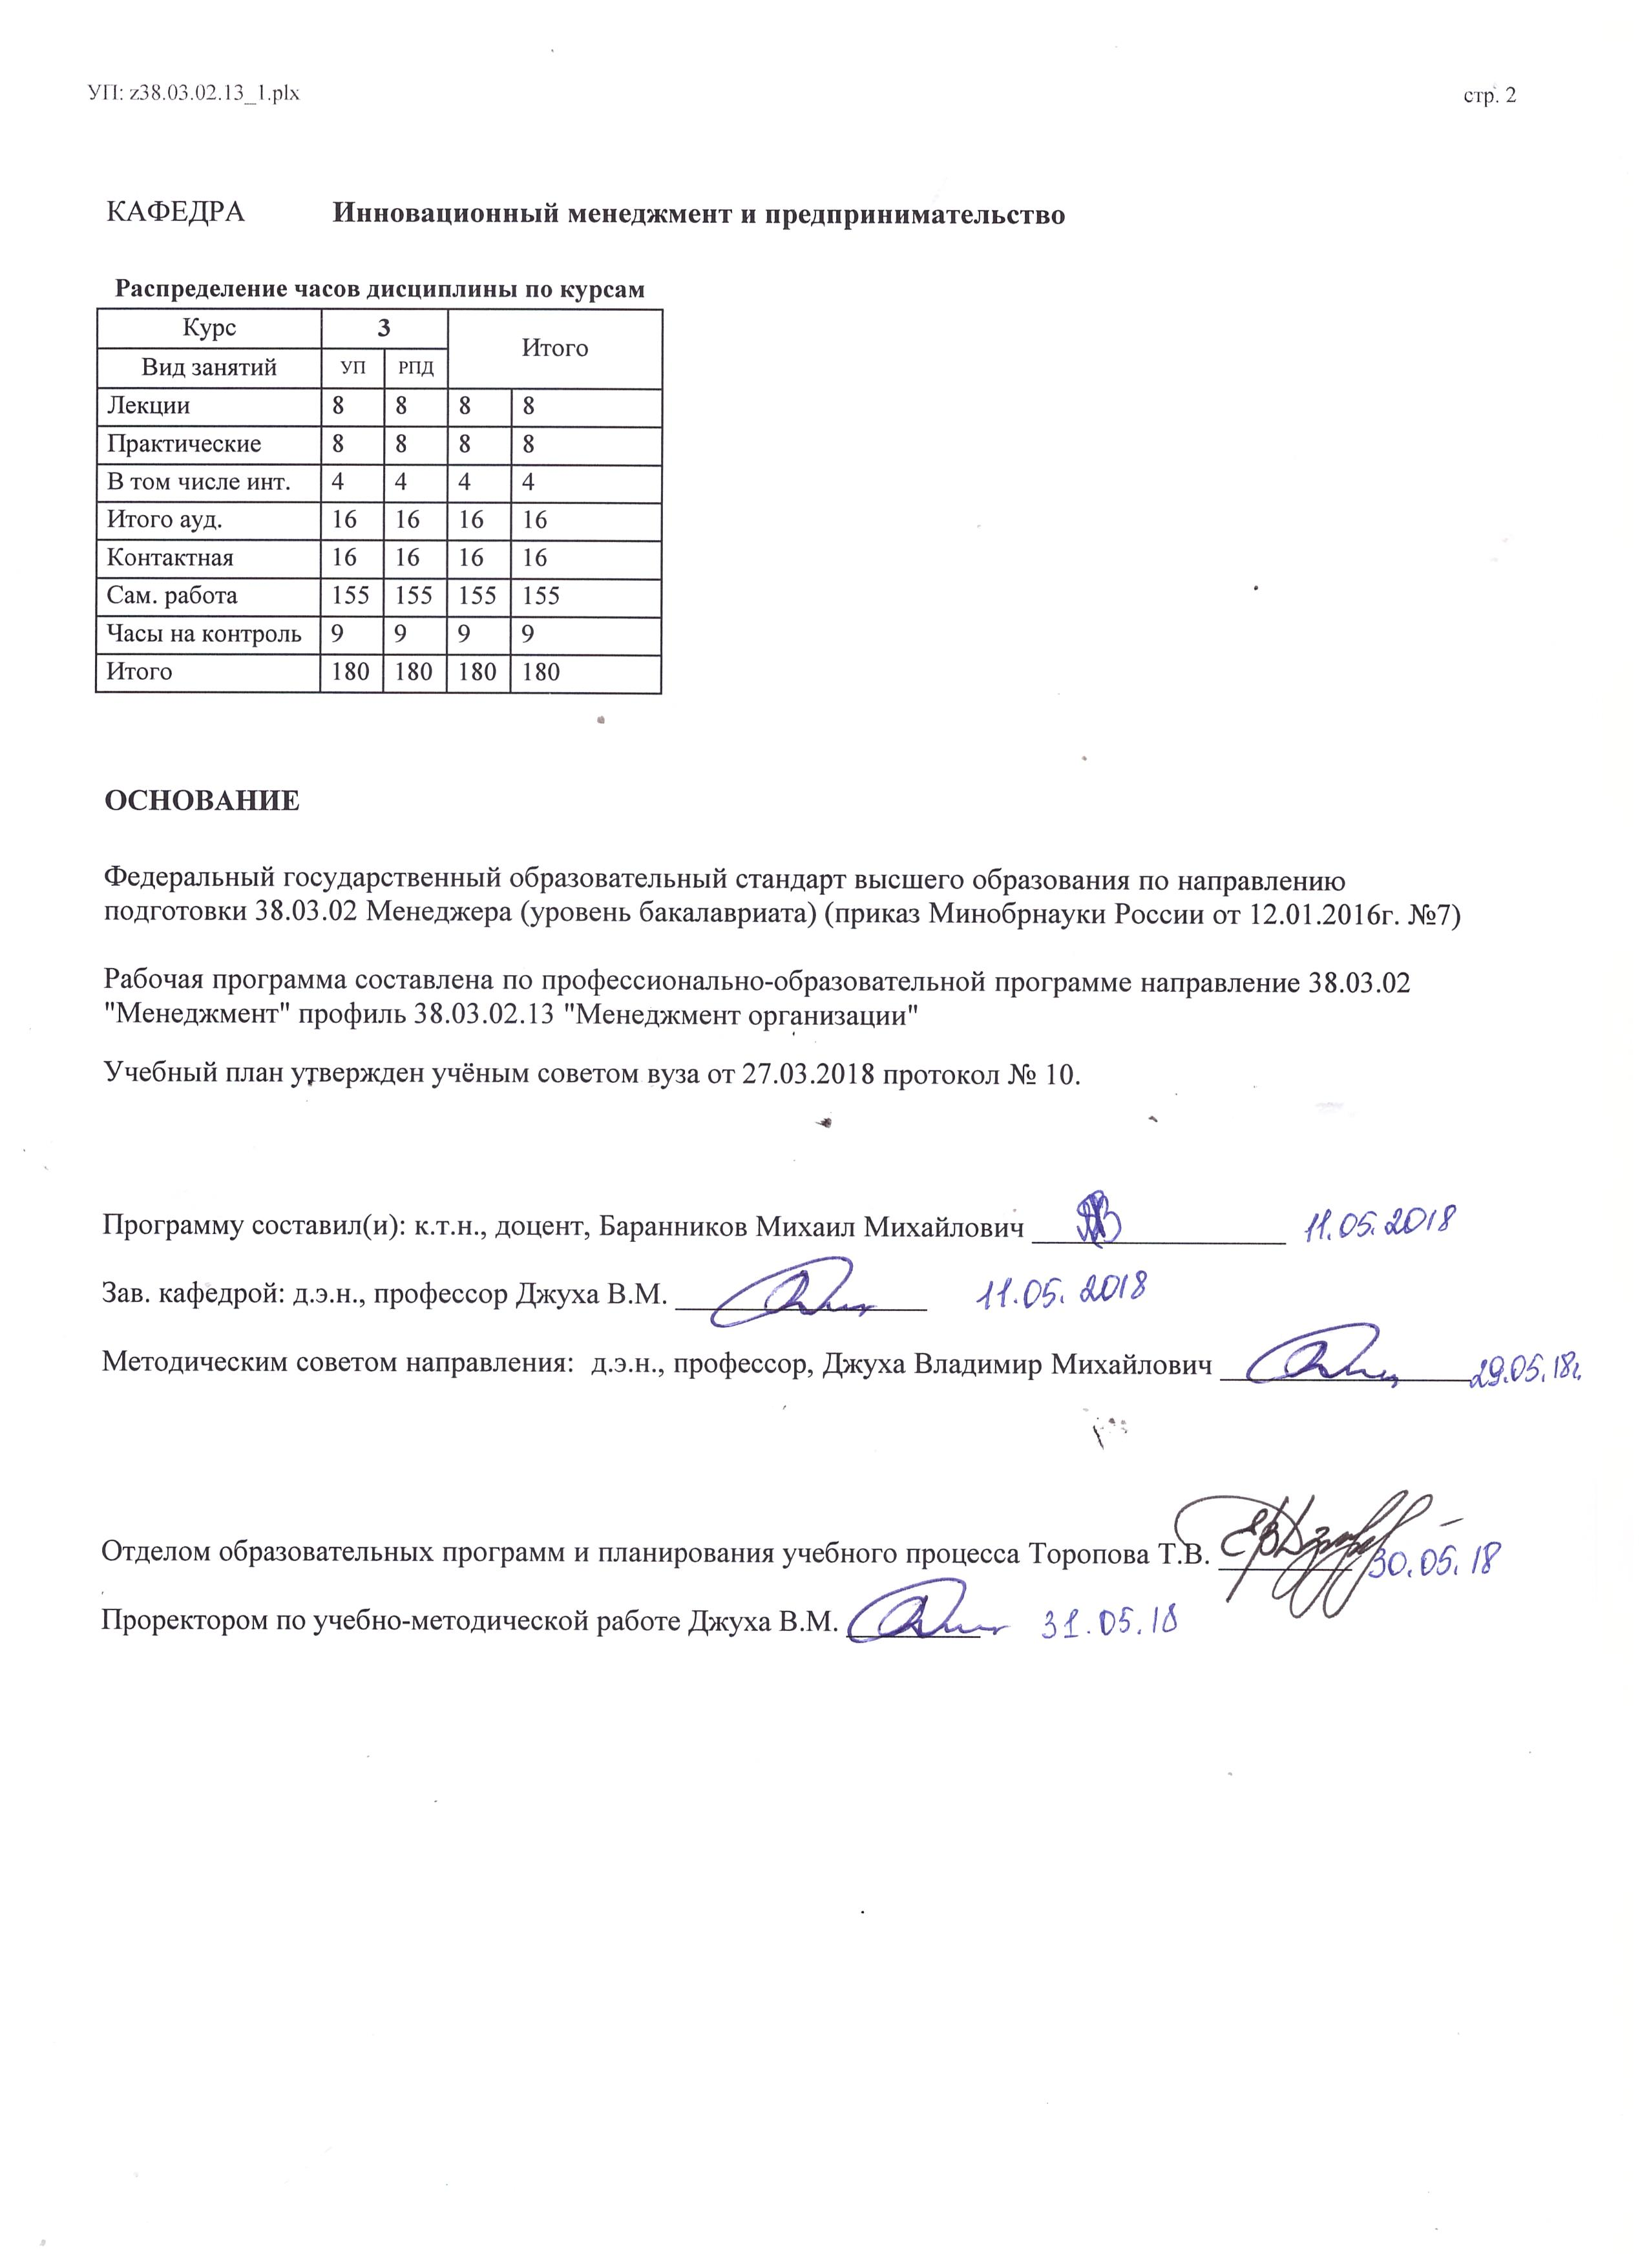 УП: z38.03.02.13_1.plx стр. 2
КАФЕДРА Инновационный менеджмент и предпринимательство
Распределение часов дисциплины по курсам
Курс 3 Итого
Вид занятий УП РПД
Лекции 8 8 8 8
Практические 8 8 8 8
В том числе инт. 4 4 4 4
Итого ауд. 16 16 16 16
Контактная 16 16 16 16
Сам. работа 155 155 155 155
Часы на контроль 9 9 9 9
Итого 180 180 180 180
ОСНОВАНИЕ
Федеральный государственный образовательный стандарт высшего образования по направлению
подготовки 38.03.02 Менеджера (уровень бакалавриата) (приказ Минобрнауки России от 12.01.2016г. №7)
Рабочая программа составлена по профессионально-образовательной программе направление 38.03.02
"Менеджмент" профиль 38.03.02.13 "Менеджмент организации"
Учебный план утвержден учёным советом вуза от 27.03.2018 протокол № 10.
Программу составил(и): к.т.н., доцент, Баранников Михаил Михайлович 11.05.2018
Зав. кафедрой: д.э.н., профессор Джуха В.М. 11.05.2018
Методическим советом направления: д.э.н., профессор, Джуха Владимир Михайлович 29.05.18г.
Отделом образовательных программ и планирования учебного процесса Торопова Т.В. 30.05.18
Проректором по учебно-методической работе Джуха В.М. 31.05.18